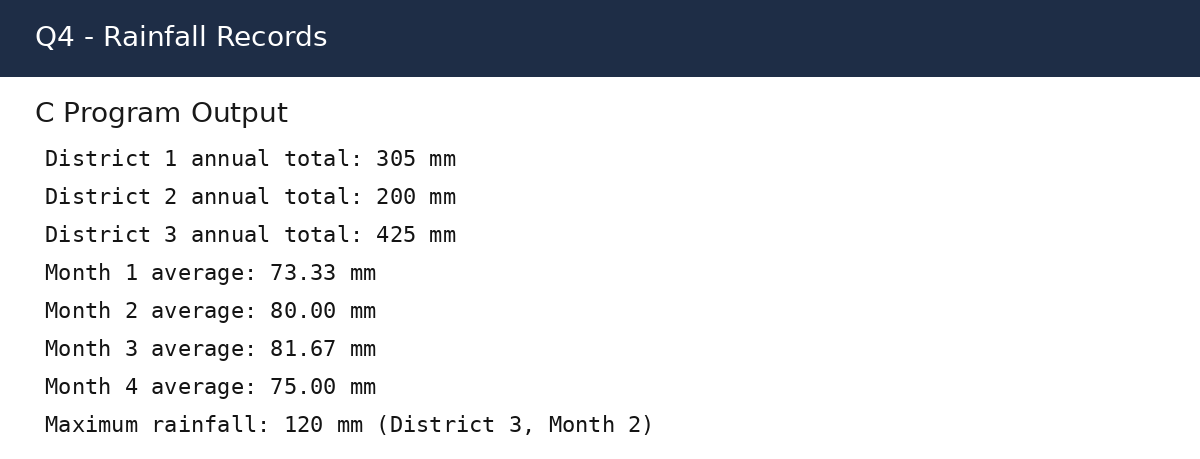 Q4 - Rainfall Records
C Program Output
District 1 annual total: 305 mm
District 2 annual total: 200 mm
District 3 annual total: 425 mm
Month 1 average: 73.33 mm
Month 2 average: 80.00 mm
Month 3 average: 81.67 mm
Month 4 average: 75.00 mm
Maximum rainfall: 120 mm (District 3, Month 2)